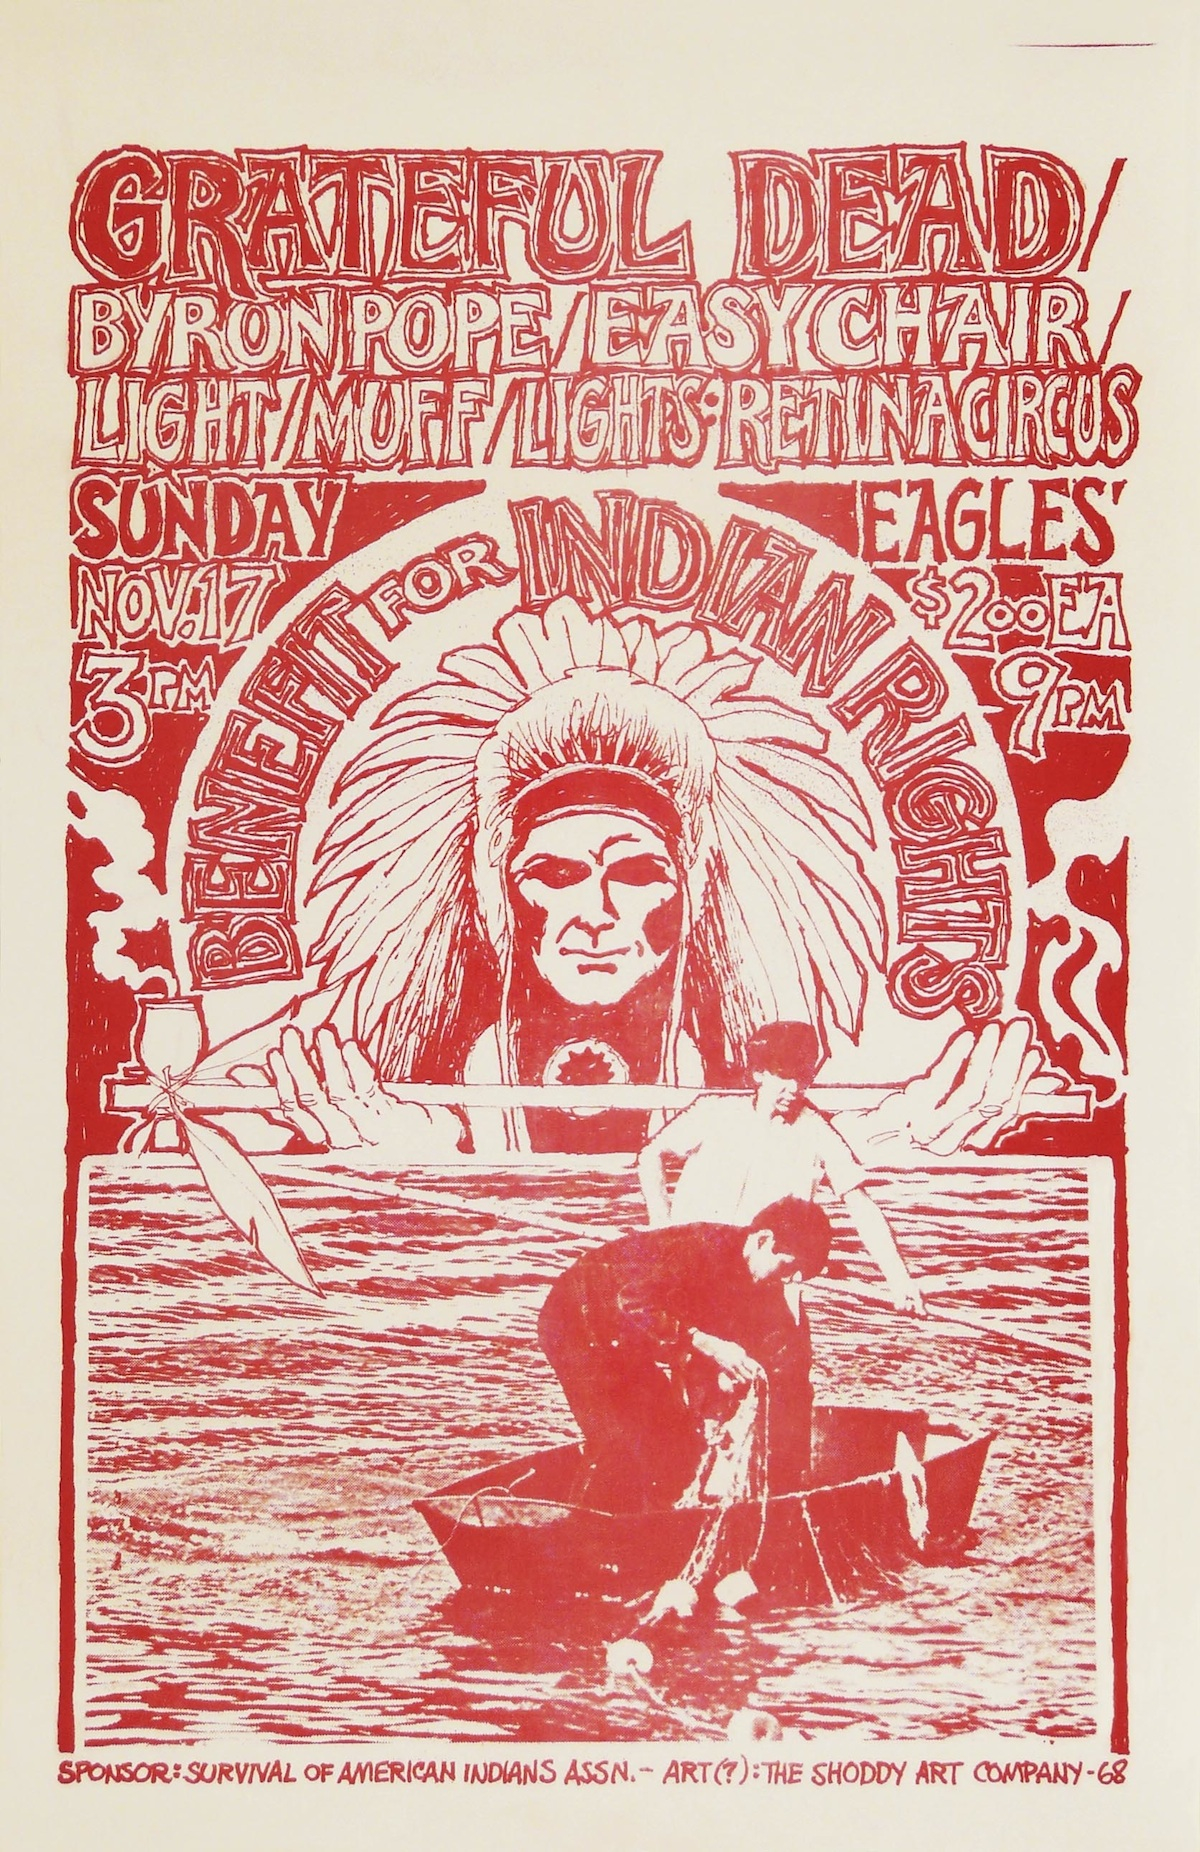 GRATEFUL DEAD/
BYRON POPE/EASY CHAIR/
LIGHT/MUFF/LIGHTS:RETINA CIRCUS
SUNDAY
NOV.17
3PM
EAGLES'
$2.00 EA
9PM
BENEFIT FOR INDIAN RIGHTS
SPONSOR: SURVIVAL OF AMERICAN INDIANS ASSN. - ART(?): THE SHODDY ART COMPANY - 68